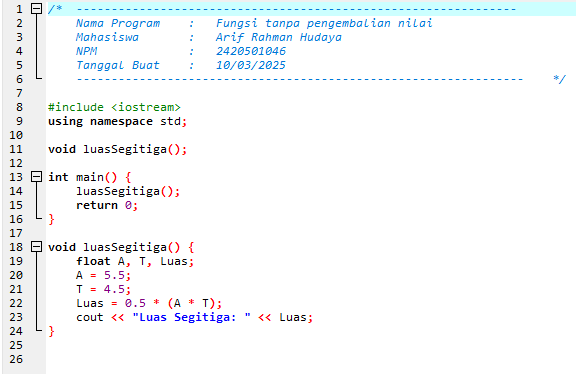 1 /* ---------------------------------------------------------------
2 Nama Program : Fungsi tanpa pengembalian nilai
3 Mahasiswa : Arif Rahman Hudaya
4 NPM : 2420501046
5 Tanggal Buat : 10/03/2025
6 ---------------------------------------------------------------- */
7
8 #include <iostream>
9 using namespace std;
10
11 void luasSegitiga();
12
13 int main() {
14 luasSegitiga();
15 return 0;
16 }
17
18 void luasSegitiga() {
19 float A, T, Luas;
20 A = 5.5;
21 T = 4.5;
22 Luas = 0.5 * (A * T);
23 cout << "Luas Segitiga: " << Luas;
24 }
25
26